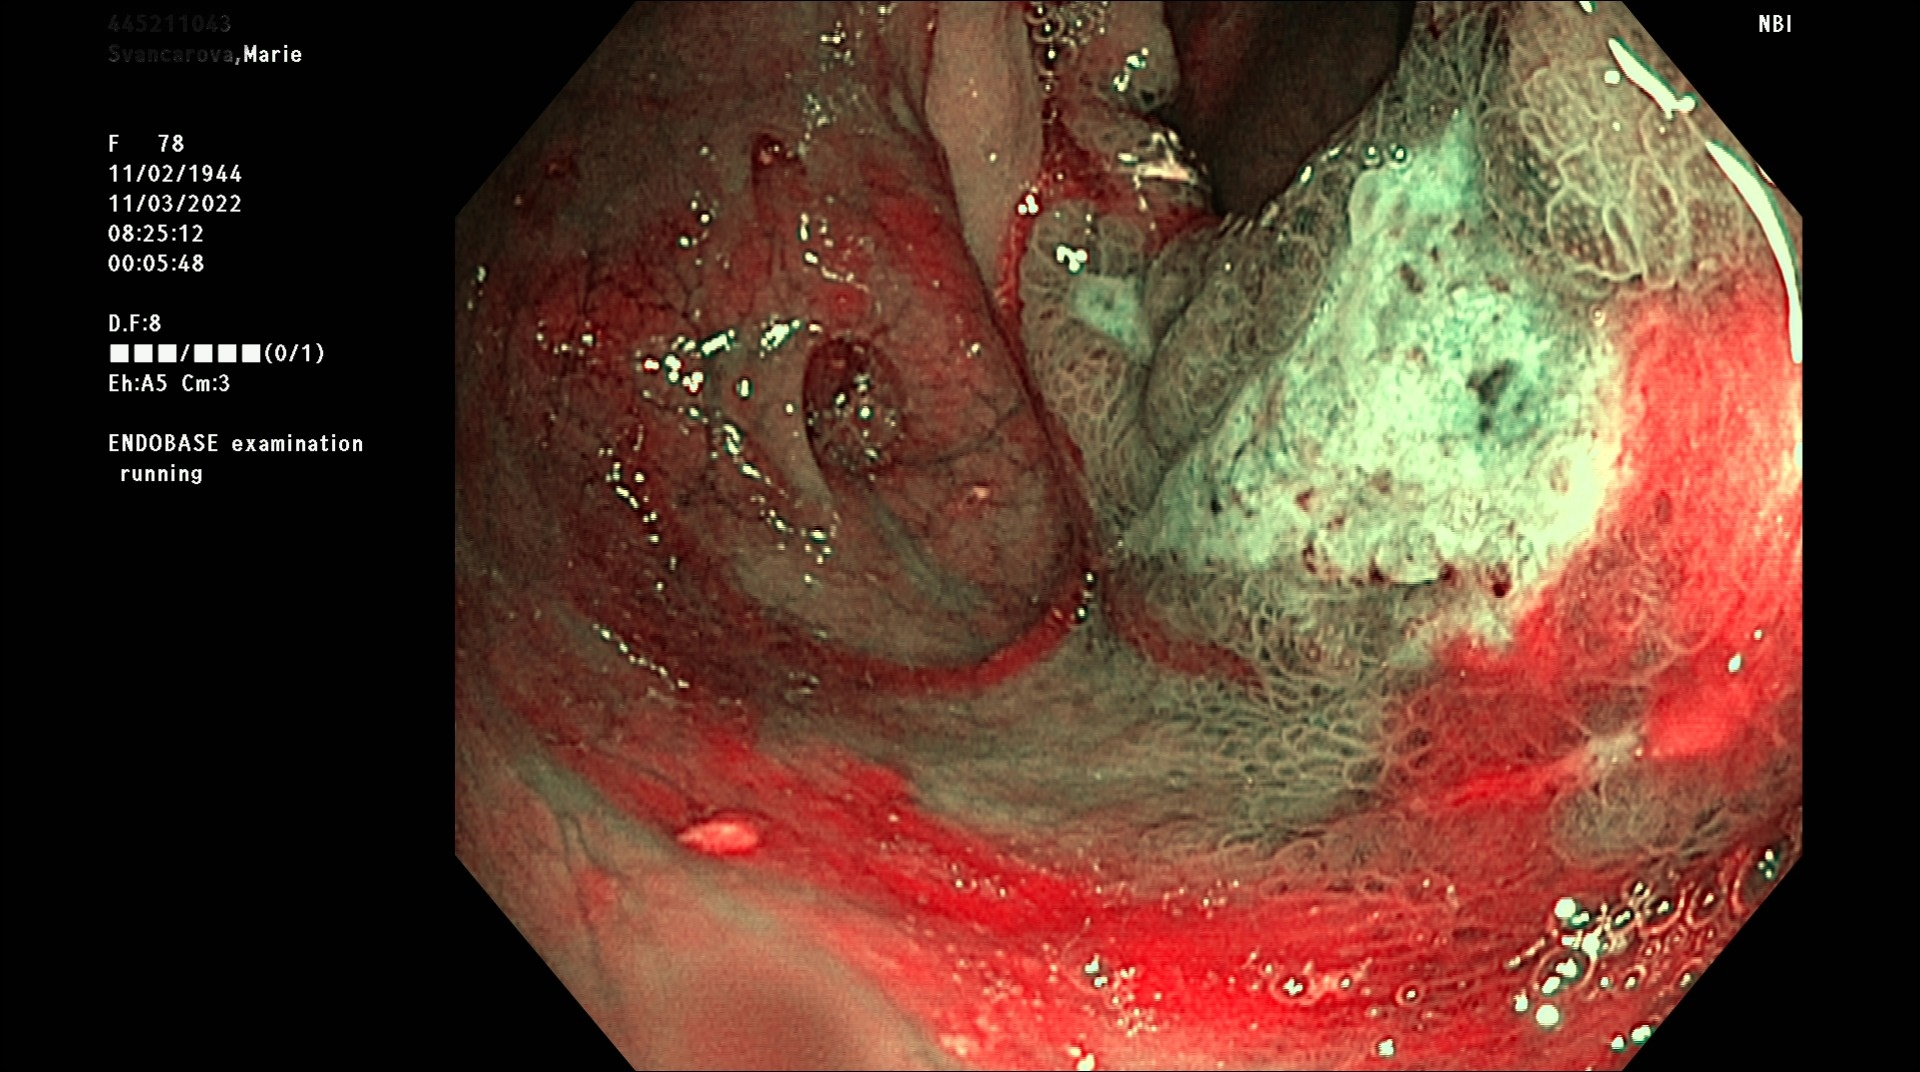 445211043
Svancarova,Marie
NBI
F 78
11/02/1944
11/03/2022
08:25:12
00:05:48
D.F:8
■■■/■■■(0/1)
Eh:A5 Cm:3
ENDOBASE examination
running